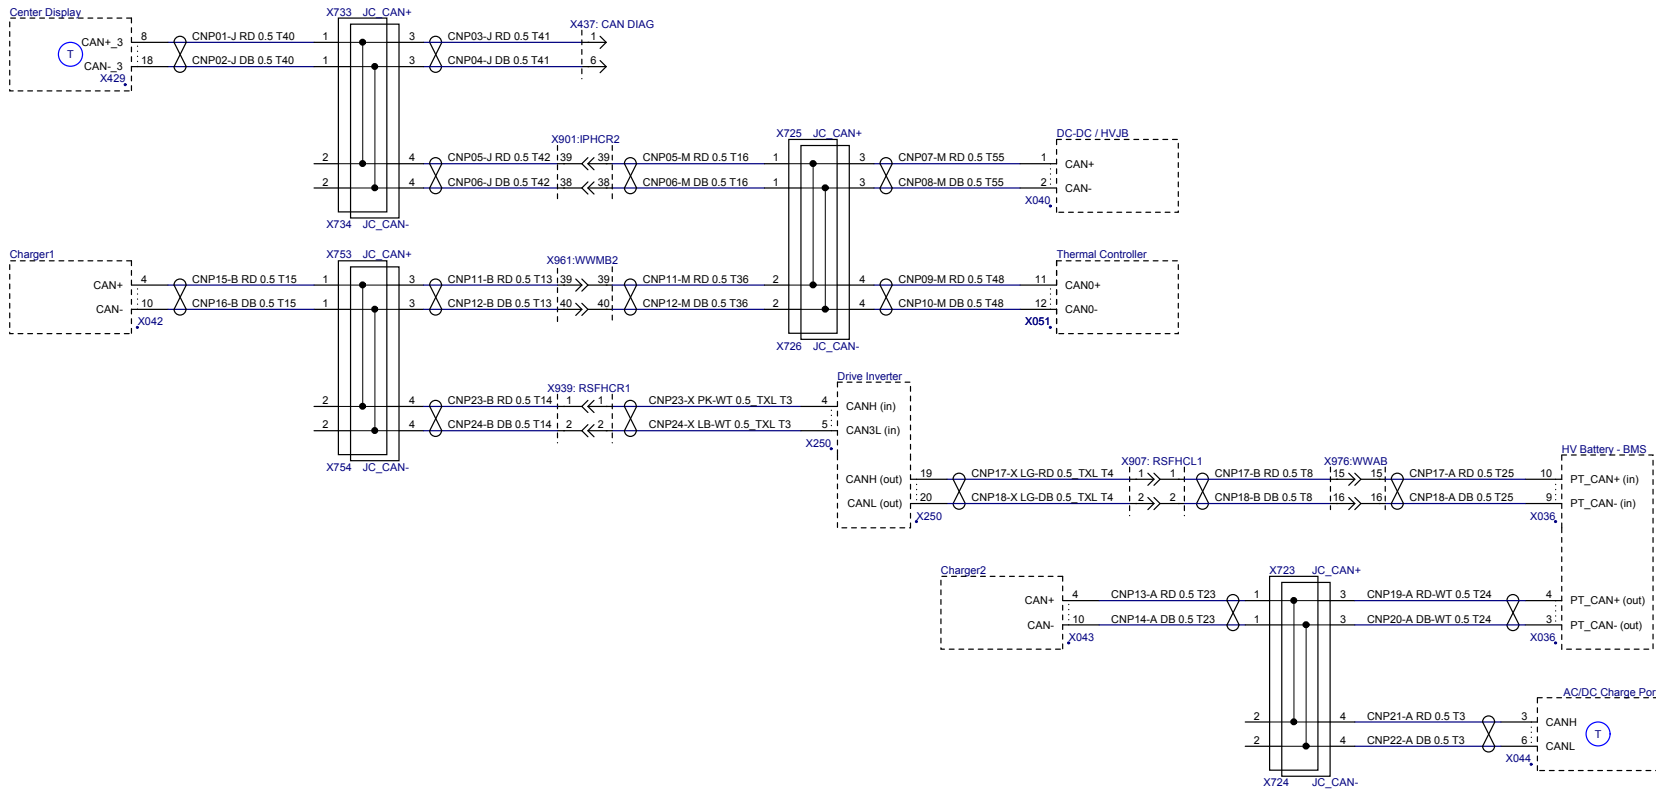 Center Display
X733 JC_CAN+
X437: CAN DIAG
CAN+_3 8 CNP01-J RD 0.5 T40 1 3 CNP03-J RD 0.5 T41 1
T
CAN-_3 18 CNP02-J DB 0.5 T40 1 3 CNP04-J DB 0.5 T41 6
X429
X901:IPHCR2
X725 JC_CAN+
DC-DC / HVJB
2 4 CNP05-J RD 0.5 T42 39 39 CNP05-M RD 0.5 T16 1 3 CNP07-M RD 0.5 T55 1 CAN+
2 4 CNP06-J DB 0.5 T42 38 38 CNP06-M DB 0.5 T16 1 3 CNP08-M DB 0.5 T55 2 CAN-
X040
X734 JC_CAN-
Charger1
X753 JC_CAN+
X961:WWMB2
Thermal Controller
CAN+ 4 CNP15-B RD 0.5 T15 1 3 CNP11-B RD 0.5 T13 39 39 CNP11-M RD 0.5 T36 2 4 CNP09-M RD 0.5 T48 11 CAN0+
CAN- 10 CNP16-B DB 0.5 T15 1 3 CNP12-B DB 0.5 T13 40 40 CNP12-M DB 0.5 T36 2 4 CNP10-M DB 0.5 T48 12 CAN0-
X042
X051
X726 JC_CAN-
X939: RSFHCR1
Drive Inverter
2 4 CNP23-B RD 0.5 T14 1 1 CNP23-X PK-WT 0.5_TXL T3 4 CANH (in)
2 4 CNP24-B DB 0.5 T14 2 2 CNP24-X LB-WT 0.5_TXL T3 5 CAN3L (in)
X250
X754 JC_CAN-
X907: RSFHCL1
X976:WWAB
HV Battery - BMS
CANH (out) 19 CNP17-X LG-RD 0.5_TXL T4 1 1 CNP17-B RD 0.5 T8 15 15 CNP17-A RD 0.5 T25 10 PT_CAN+ (in)
CANL (out) 20 CNP18-X LG-DB 0.5_TXL T4 2 2 CNP18-B DB 0.5 T8 16 16 CNP18-A DB 0.5 T25 9 PT_CAN- (in)
X250
X036
Charger2
X723 JC_CAN+
CAN+ 4 CNP13-A RD 0.5 T23 1 3 CNP19-A RD-WT 0.5 T24 4 PT_CAN+ (out)
CAN- 10 CNP14-A DB 0.5 T23 1 3 CNP20-A DB-WT 0.5 T24 3 PT_CAN- (out)
X043
X036
AC/DC Charge Por
2 4 CNP21-A RD 0.5 T3 3 CANH
T
2 4 CNP22-A DB 0.5 T3 6 CANL
X044
X724 JC_CAN-